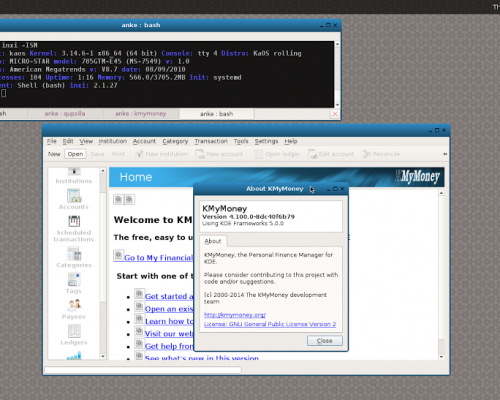 Th
anke : bash
inxi -ISM
: kaos Kernel: 3.14.6-1 x86_64 (64 bit) Console: tty 4 Distro: KaOS rolling
: MICRO-STAR model: 785GTM-E45 (MS-7549) v: 1.0
: American Megatrends v: V8.7 date: 08/09/2010
cesses: 104 Uptime: 1:16 Memory: 566.0/3705.2MB Init: systemd
ent: Shell (bash) inxi: 2.1.27
sh anke : qupzilla anke : kmymoney anke : bash
File Edit View Institution Account Category Transaction Tools Settings Help
New Open Save Print New institution New account Open ledger Edit account Reconcile »
Institutions
Accounts
Scheduled
transactions
Categories
Tags
Payees
Ledgers
Home
KMyMoney
Welcome to KM
The free, easy to u
Go to My Financial
Start with one of t
Get started a
Open an exis
Learn how to
Visit our web
Get help from
See what's new in this version
About KMyMoney
KMyMoney
Version 4.100.0-8dc40f6b79
Using KDE Frameworks 5.0.0
About
KMyMoney, the Personal Finance Manager for
KDE.
Please consider contributing to this project with
code and/or suggestions.
(c) 2000-2014 The KMyMoney development
team
http://kmymoney.org/
License: GNU General Public License Version 2
Close